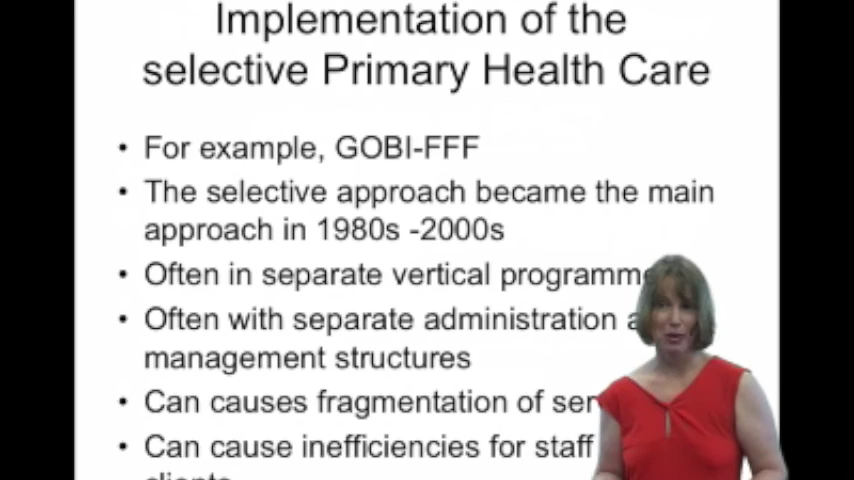 Implementation of the
selective Primary Health Care
• For example, GOBI-FFF
• The selective approach became the main
approach in 1980s -2000s
• Often in separate vertical
• Often with separate administration
management structures
• Can causes fragmentation of
• Can cause inefficiencies for staff